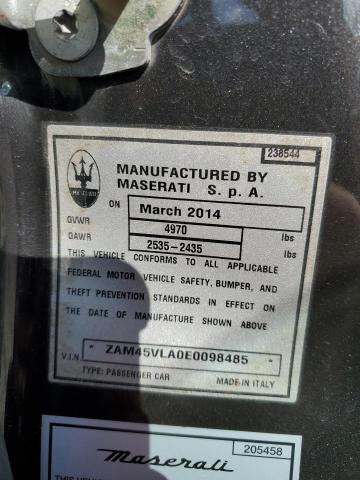 238544
MANUFACTURED BY
MASERATI S. p. A.
ON March 2014
GVWR 4970 lbs
GAWR 2535-2435 lbs
THIS VEHICLE CONFORMS TO ALL APPLICABLE
FEDERAL MOTOR VEHICLE SAFETY, BUMPER, AND
THEFT PREVENTION STANDARDS IN EFFECT ON
THE DATE OF MANUFACTURE SHOWN ABOVE
V.I.N. * ZAM45VLA0E0098485 *
TYPE: PASSENGER CAR MADE IN ITALY
205458
Maserati